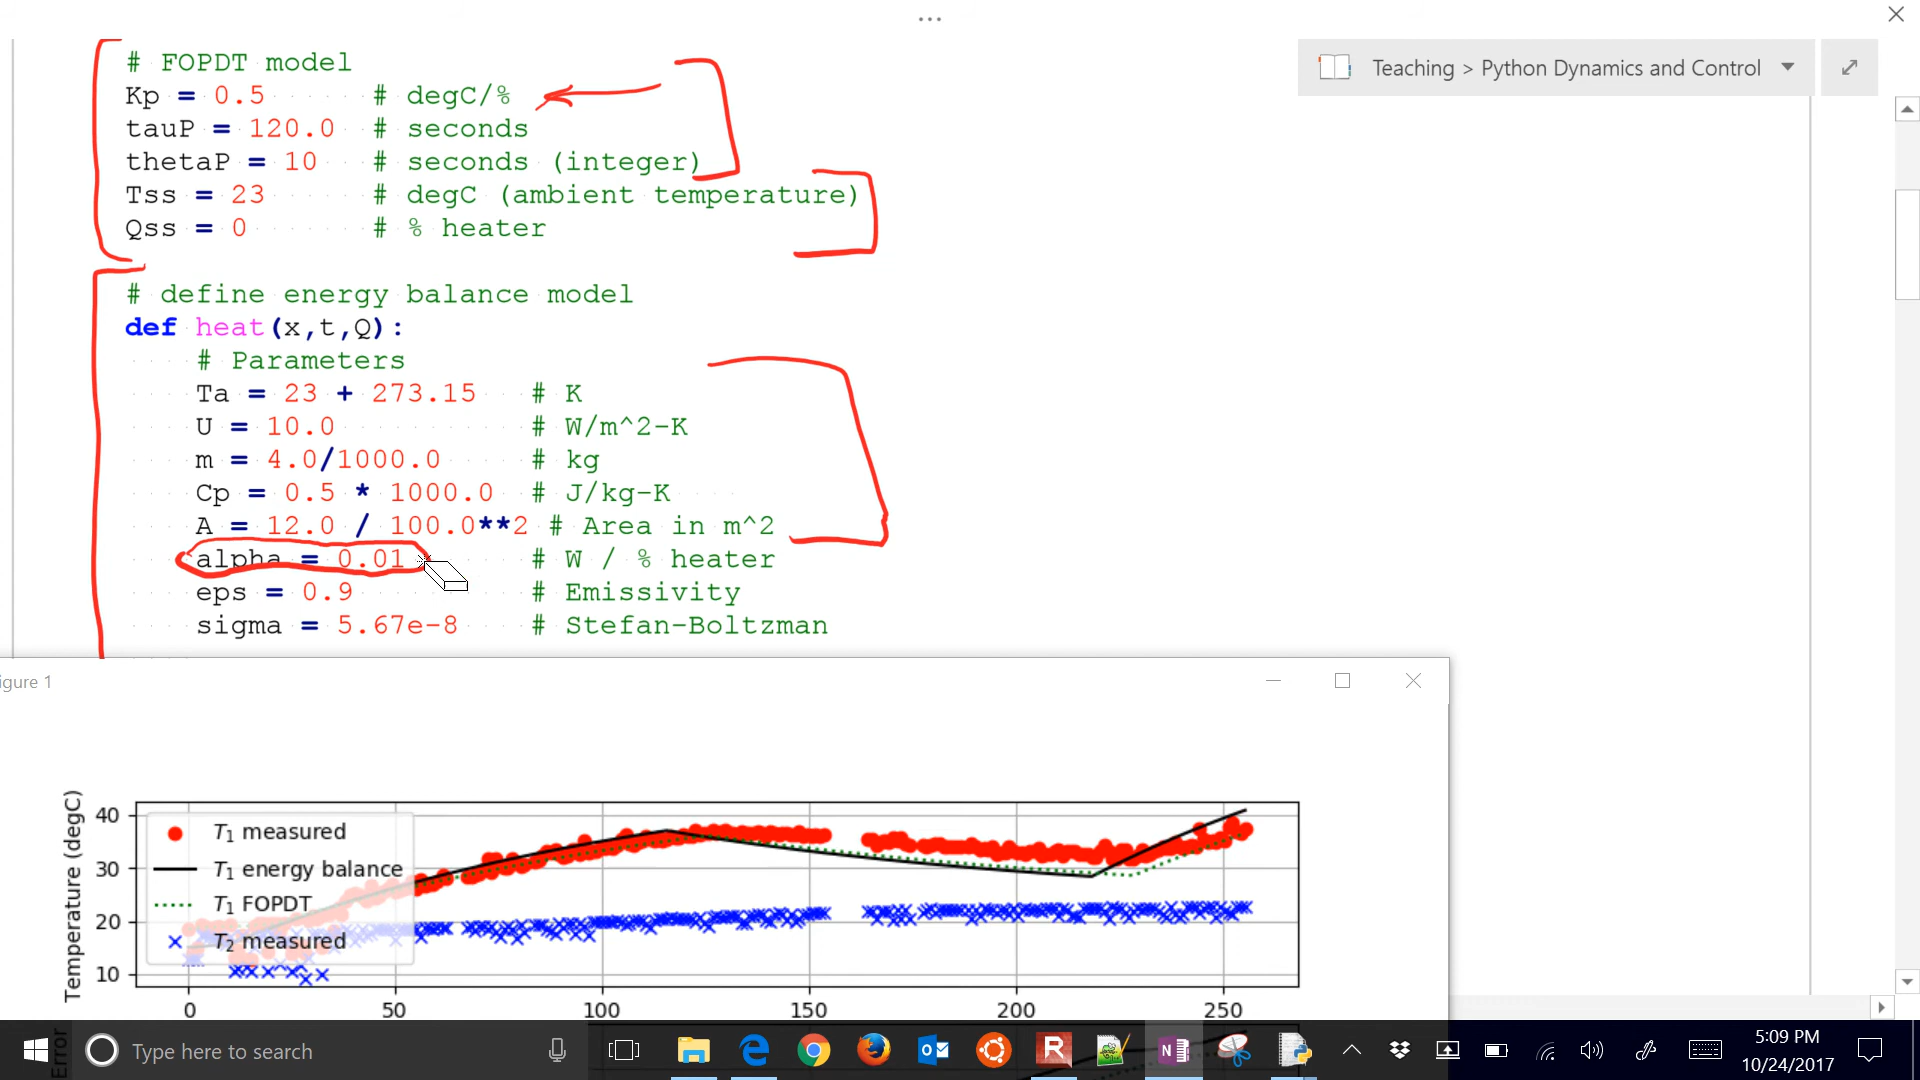 ...
Teaching > Python Dynamics and Control
# FOPDT model
Kp = 0.5 # degC/%
tauP = 120.0 # seconds
thetaP = 10 # seconds (integer)
Tss = 23 # degC (ambient temperature)
Qss = 0 # % heater
# define energy balance model
def heat(x,t,Q):
# Parameters
Ta = 23 + 273.15 # K
U = 10.0 # W/m^2-K
m = 4.0/1000.0 # kg
Cp = 0.5 * 1000.0 # J/kg-K
A = 12.0 / 100.0**2 # Area in m^2
alpha = 0.01 # W / % heater
eps = 0.9 # Emissivity
sigma = 5.67e-8 # Stefan-Boltzman
igure 1
Temperature (degC)
40
30
20
10
T1 measured
T1 energy balance
T1 FOPDT
T2 measured
0 50 100 150 200 250
Error
Type here to search
R
N
5:09 PM
10/24/2017